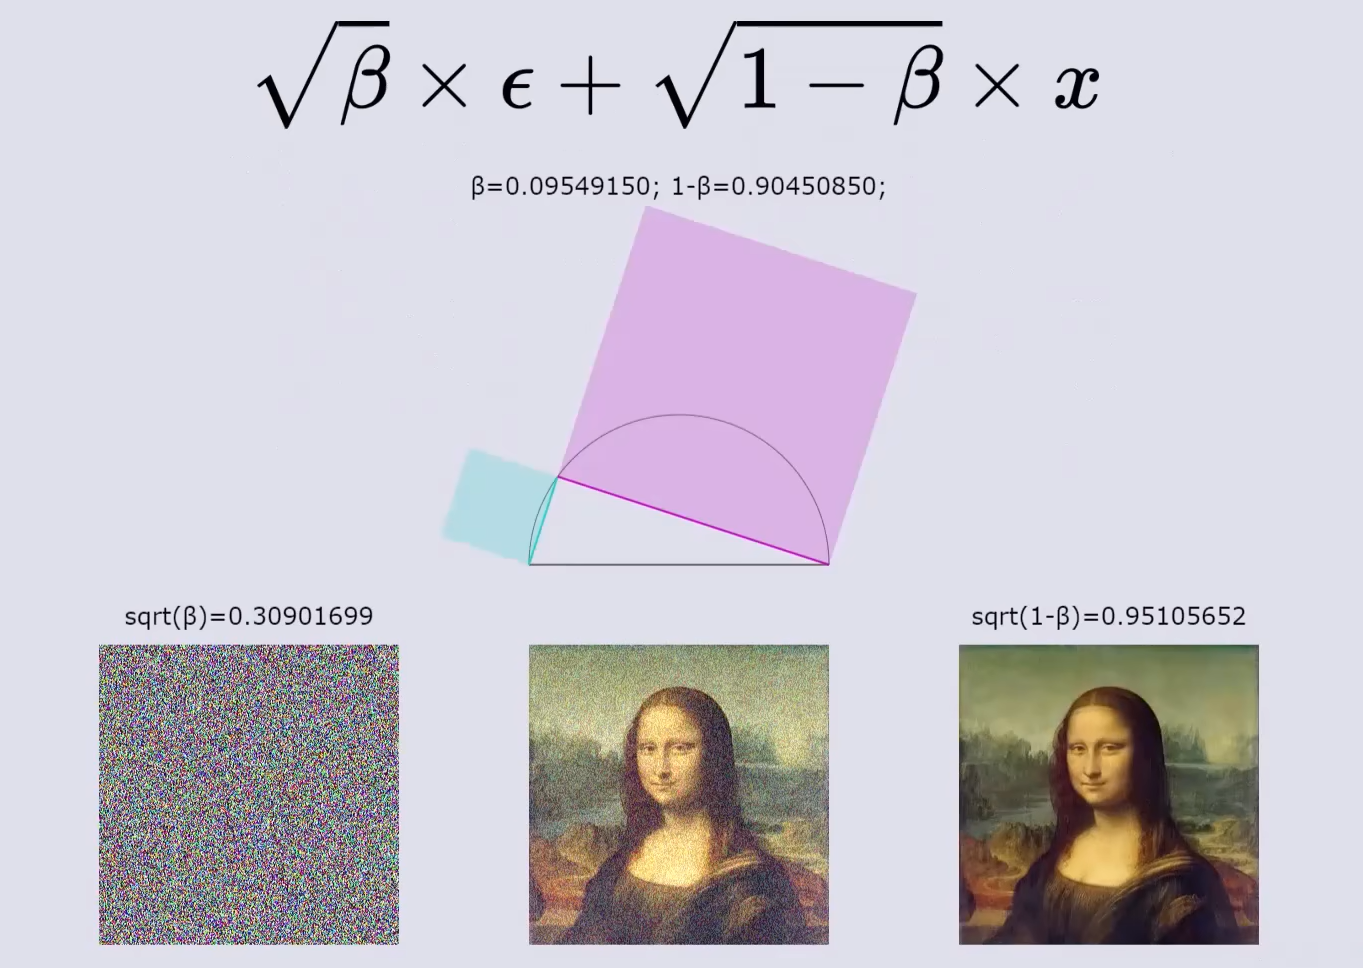 √β × ϵ + √1 − β × x
β=0.09549150; 1-β=0.90450850;
sqrt(β)=0.30901699
sqrt(1-β)=0.95105652